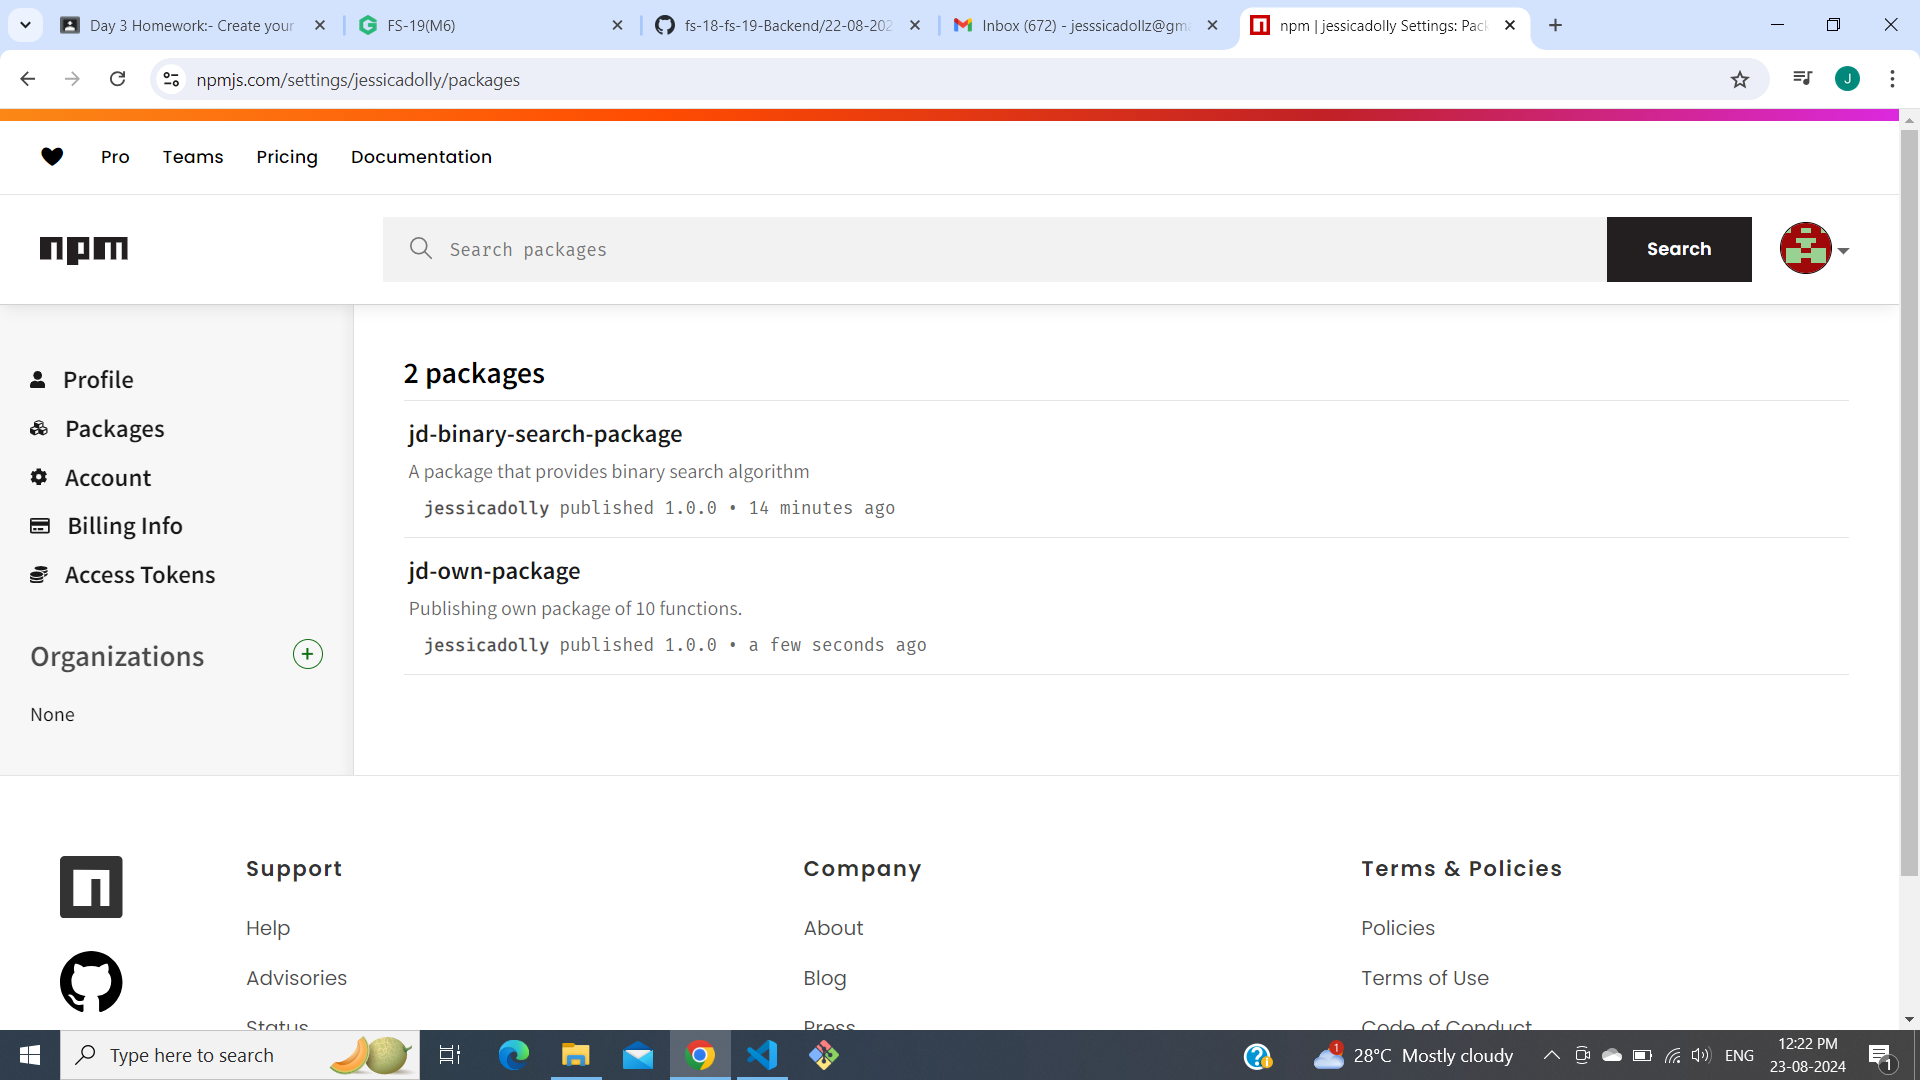 Day 3 Homework:- Create your
FS-19(M6)
fs-18-fs-19-Backend/22-08-202
Inbox (672) - jesssicadollz@gma
npm | jessicadolly Settings: Pack
npmjs.com/settings/jessicadolly/packages
J
Pro
Teams
Pricing
Documentation
npm
Search packages
Search
Profile
Packages
Account
Billing Info
Access Tokens
Organizations
None
2 packages
jd-binary-search-package
A package that provides binary search algorithm
jessicadolly published 1.0.0 • 14 minutes ago
jd-own-package
Publishing own package of 10 functions.
jessicadolly published 1.0.0 • a few seconds ago
Support
Help
Advisories
Status
Company
About
Blog
Press
Terms & Policies
Policies
Terms of Use
Code of Conduct
Type here to search
1
28°C Mostly cloudy
ENG
12:22 PM
23-08-2024
1